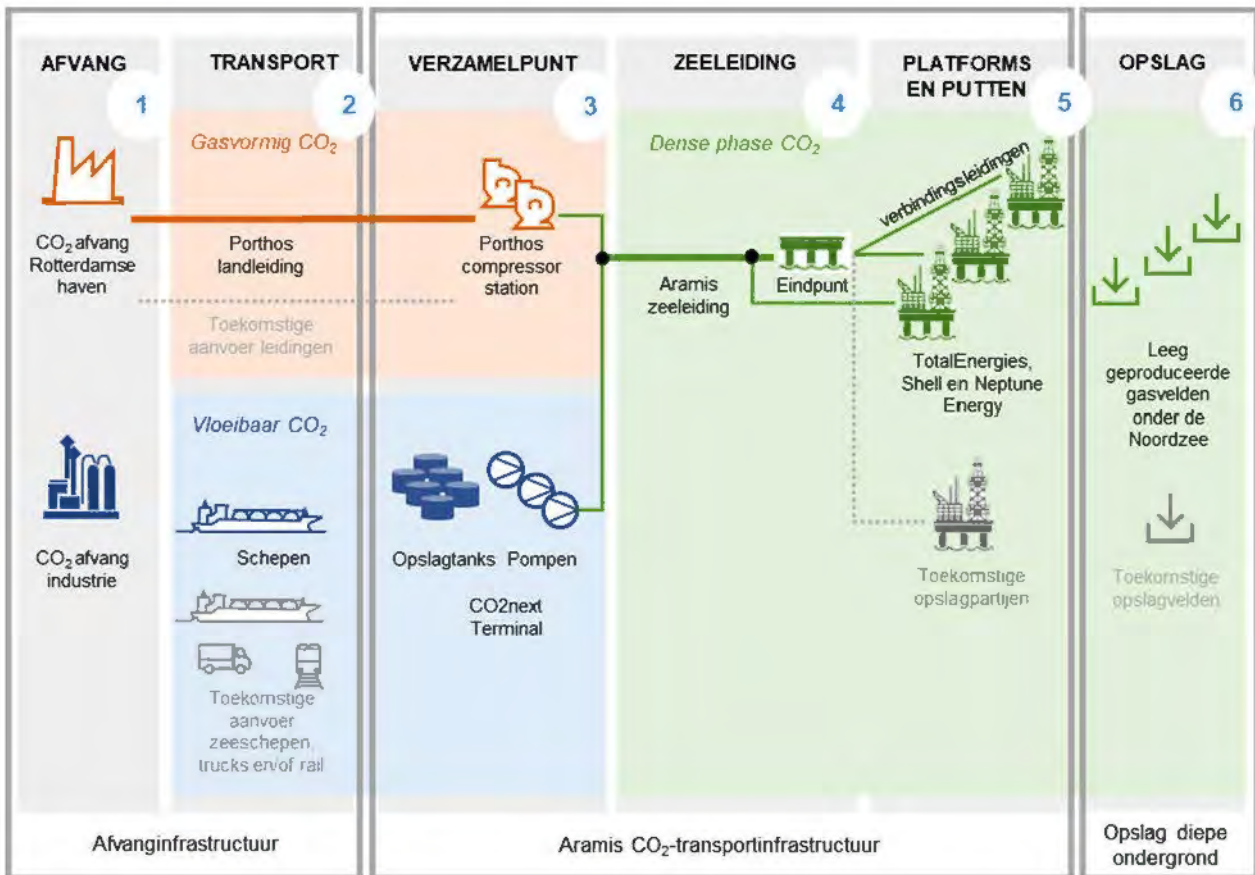 AFVANG
1
TRANSPORT
2
VERZAMELPUNT
3
ZEELEIDING
4
PLATFORMS
EN PUTTEN
5
OPSLAG
6
Gasvormig CO₂
Dense phase CO₂
verbindingsleidingen
CO₂ afvang
Rotterdamse
haven
Porthos
landleiding
Porthos
compressor
station
Aramis
zeeleiding
Eindpunt
Toekomstige
aanvoer leidingen
TotalEnergies,
Shell en Neptune
Energy
Leeg
geproduceerde
gasvelden
onder de
Noordzee
Vloeibaar CO₂
CO₂ afvang
industrie
Schepen
Opslagtanks Pompen
CO2next
Terminal
Toekomstige
opslagpartijen
Toekomstige
opslagvelden
Toekomstige
aanvoer
zeeschepen,
trucks en/of rail
Afvanginfrastructuur
Aramis CO₂-transportinfrastructuur
Opslag diepe
ondergrond